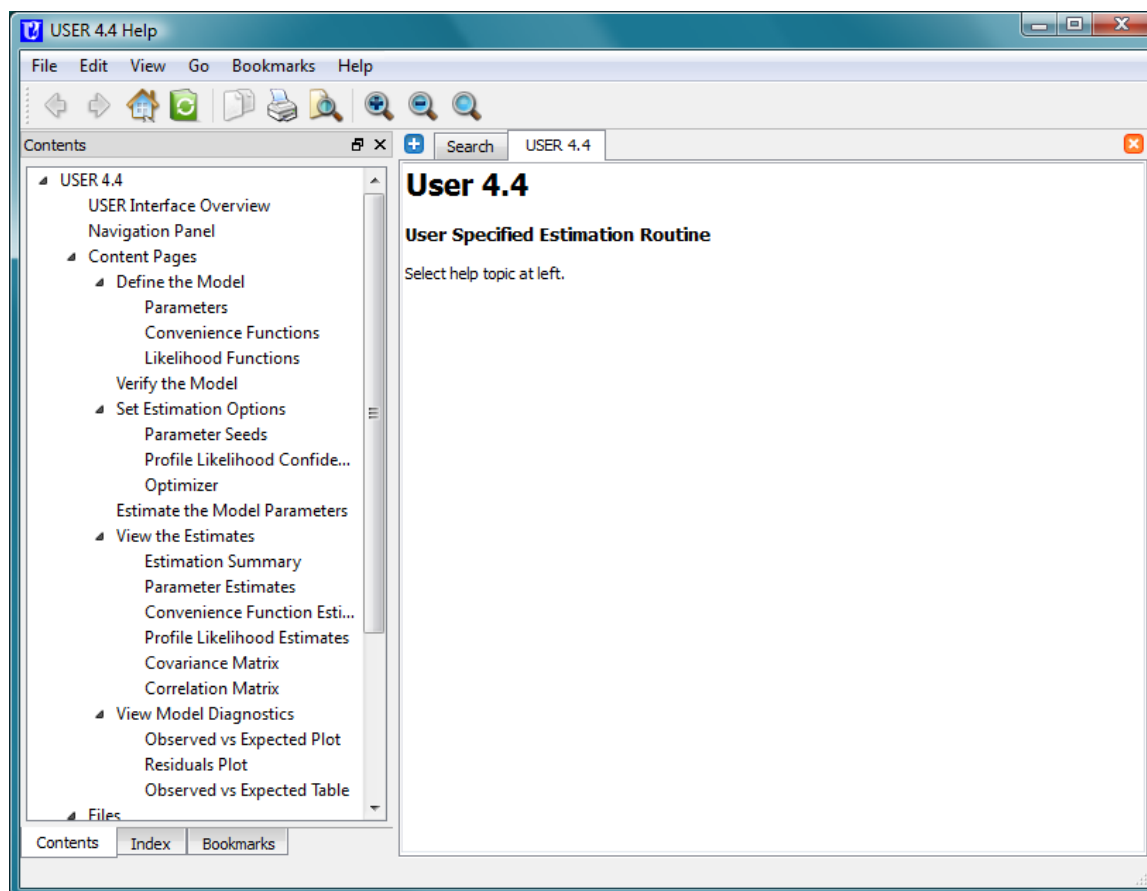 USER 4.4 Help
File Edit View Go Bookmarks Help
Contents
Search USER 4.4
USER 4.4
USER Interface Overview
Navigation Panel
Content Pages
Define the Model
Parameters
Convenience Functions
Likelihood Functions
Verify the Model
Set Estimation Options
Parameter Seeds
Profile Likelihood Confide...
Optimizer
Estimate the Model Parameters
View the Estimates
Estimation Summary
Parameter Estimates
Convenience Function Esti...
Profile Likelihood Estimates
Covariance Matrix
Correlation Matrix
View Model Diagnostics
Observed vs Expected Plot
Residuals Plot
Observed vs Expected Table
Files
Contents Index Bookmarks
User 4.4
User Specified Estimation Routine
Select help topic at left.